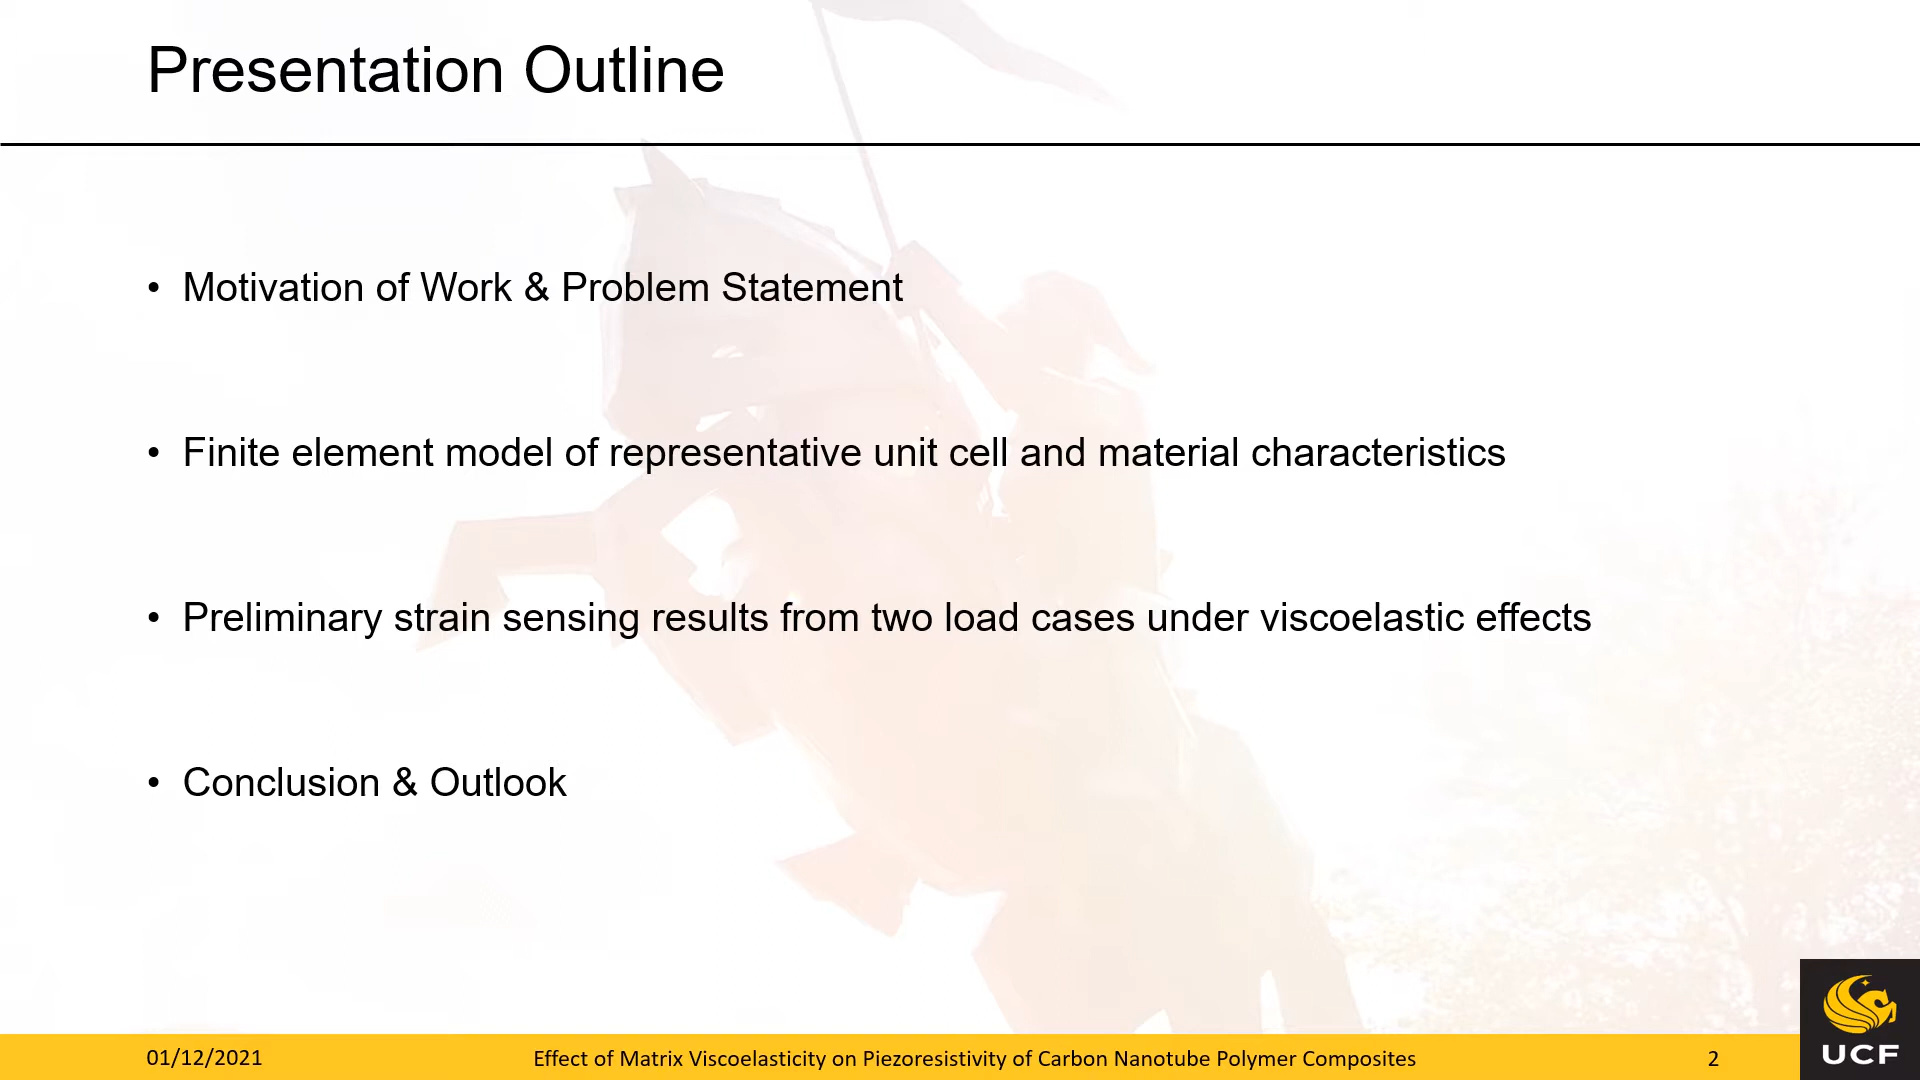 Presentation Outline
• Motivation of Work & Problem Statement
• Finite element model of representative unit cell and material characteristics
• Preliminary strain sensing results from two load cases under viscoelastic effects
• Conclusion & Outlook
01/12/2021
Effect of Matrix Viscoelasticity on Piezoresistivity of Carbon Nanotube Polymer Composites
2
UCF